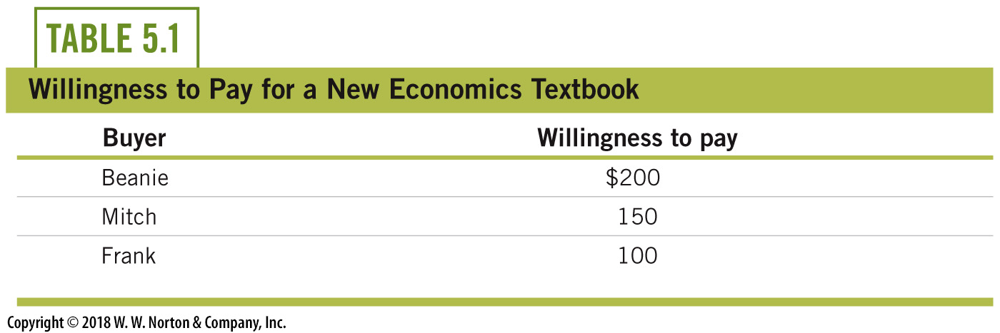 TABLE 5.1
Willingness to Pay for a New Economics Textbook
Buyer Willingness to pay
Beanie $200
Mitch 150
Frank 100
Copyright © 2018 W. W. Norton & Company, Inc.